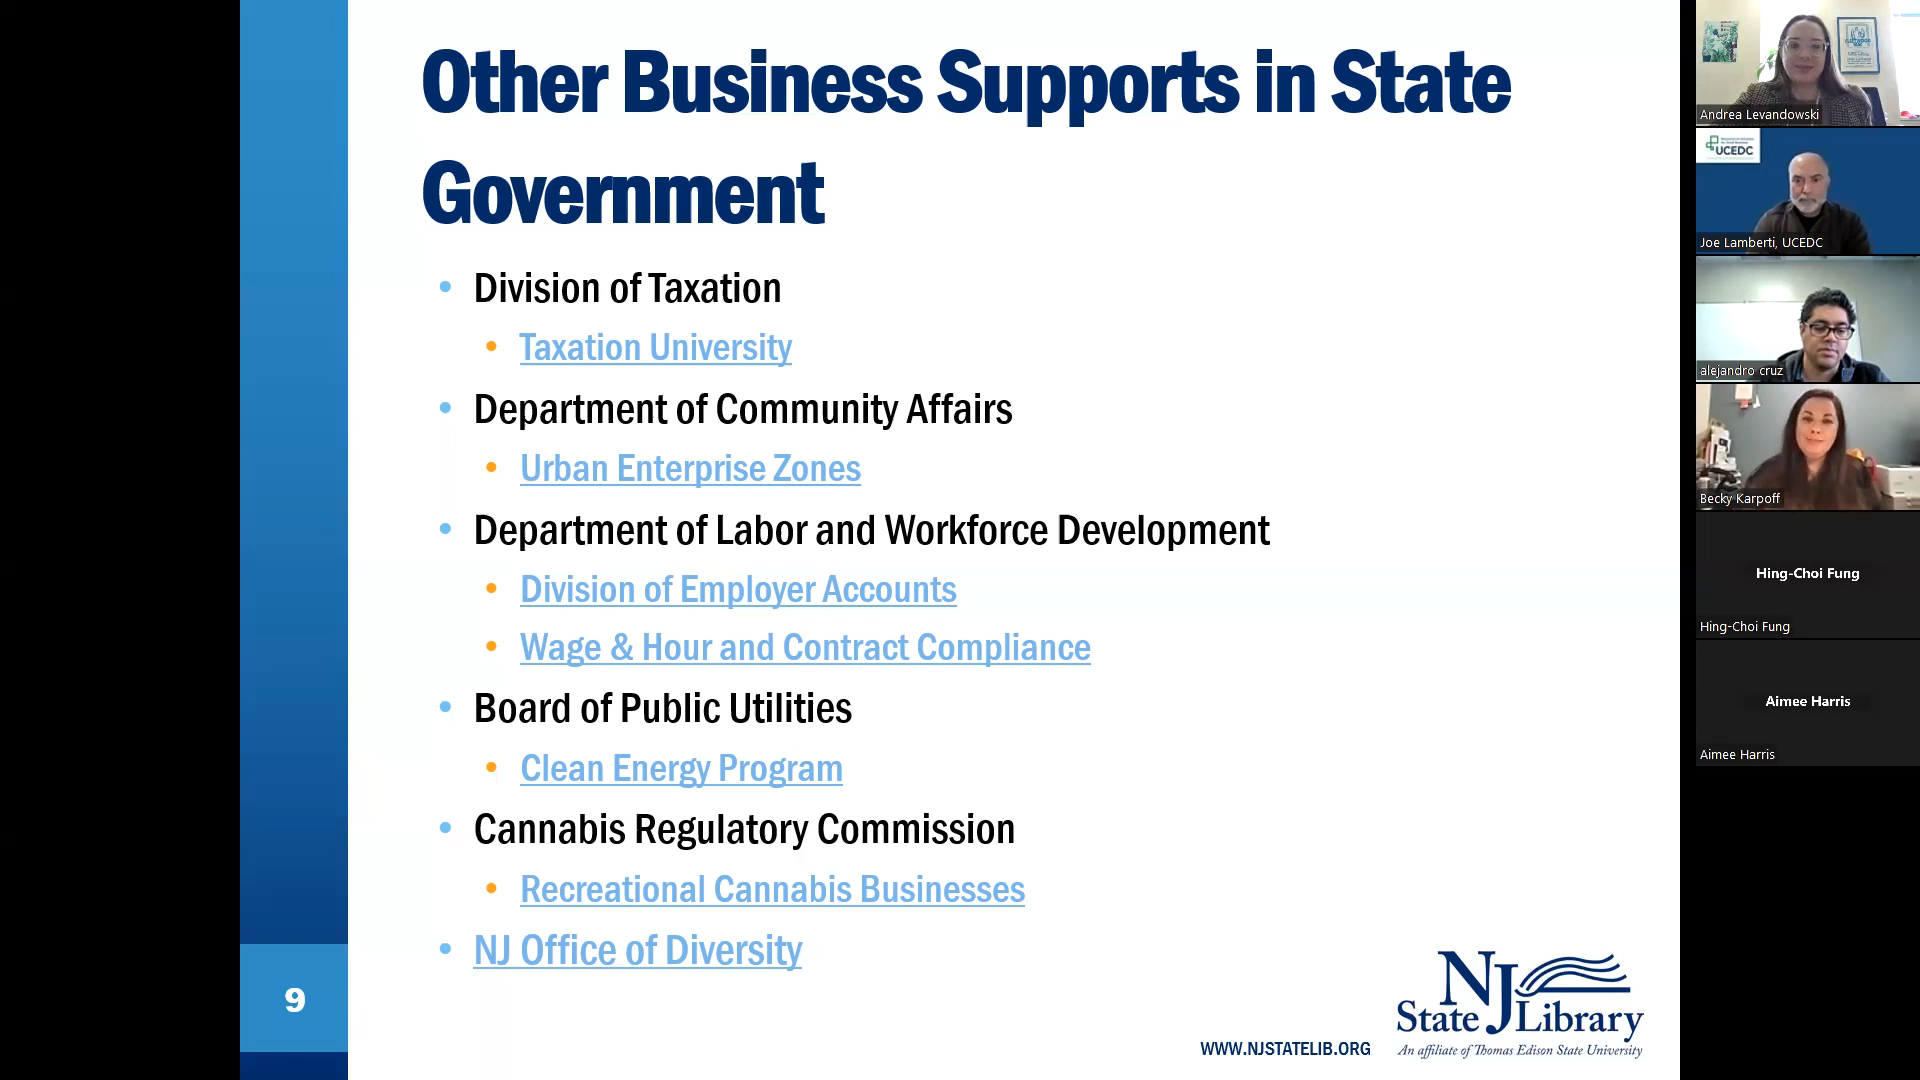 Other Business Supports in State
Government
• Division of Taxation
• Taxation University
• Department of Community Affairs
• Urban Enterprise Zones
• Department of Labor and Workforce Development
• Division of Employer Accounts
• Wage & Hour and Contract Compliance
• Board of Public Utilities
• Clean Energy Program
• Cannabis Regulatory Commission
• Recreational Cannabis Businesses
• NJ Office of Diversity
9
WWW.NJSTATELIB.ORG
NJ
State Library
An affiliate of Thomas Edison State University
Andrea Levandowski
UCEDC
Joe Lamberti, UCEDC
alejandro cruz
Becky Karpoff
Hing-Choi Fung
Hing-Choi Fung
Aimee Harris
Aimee Harris